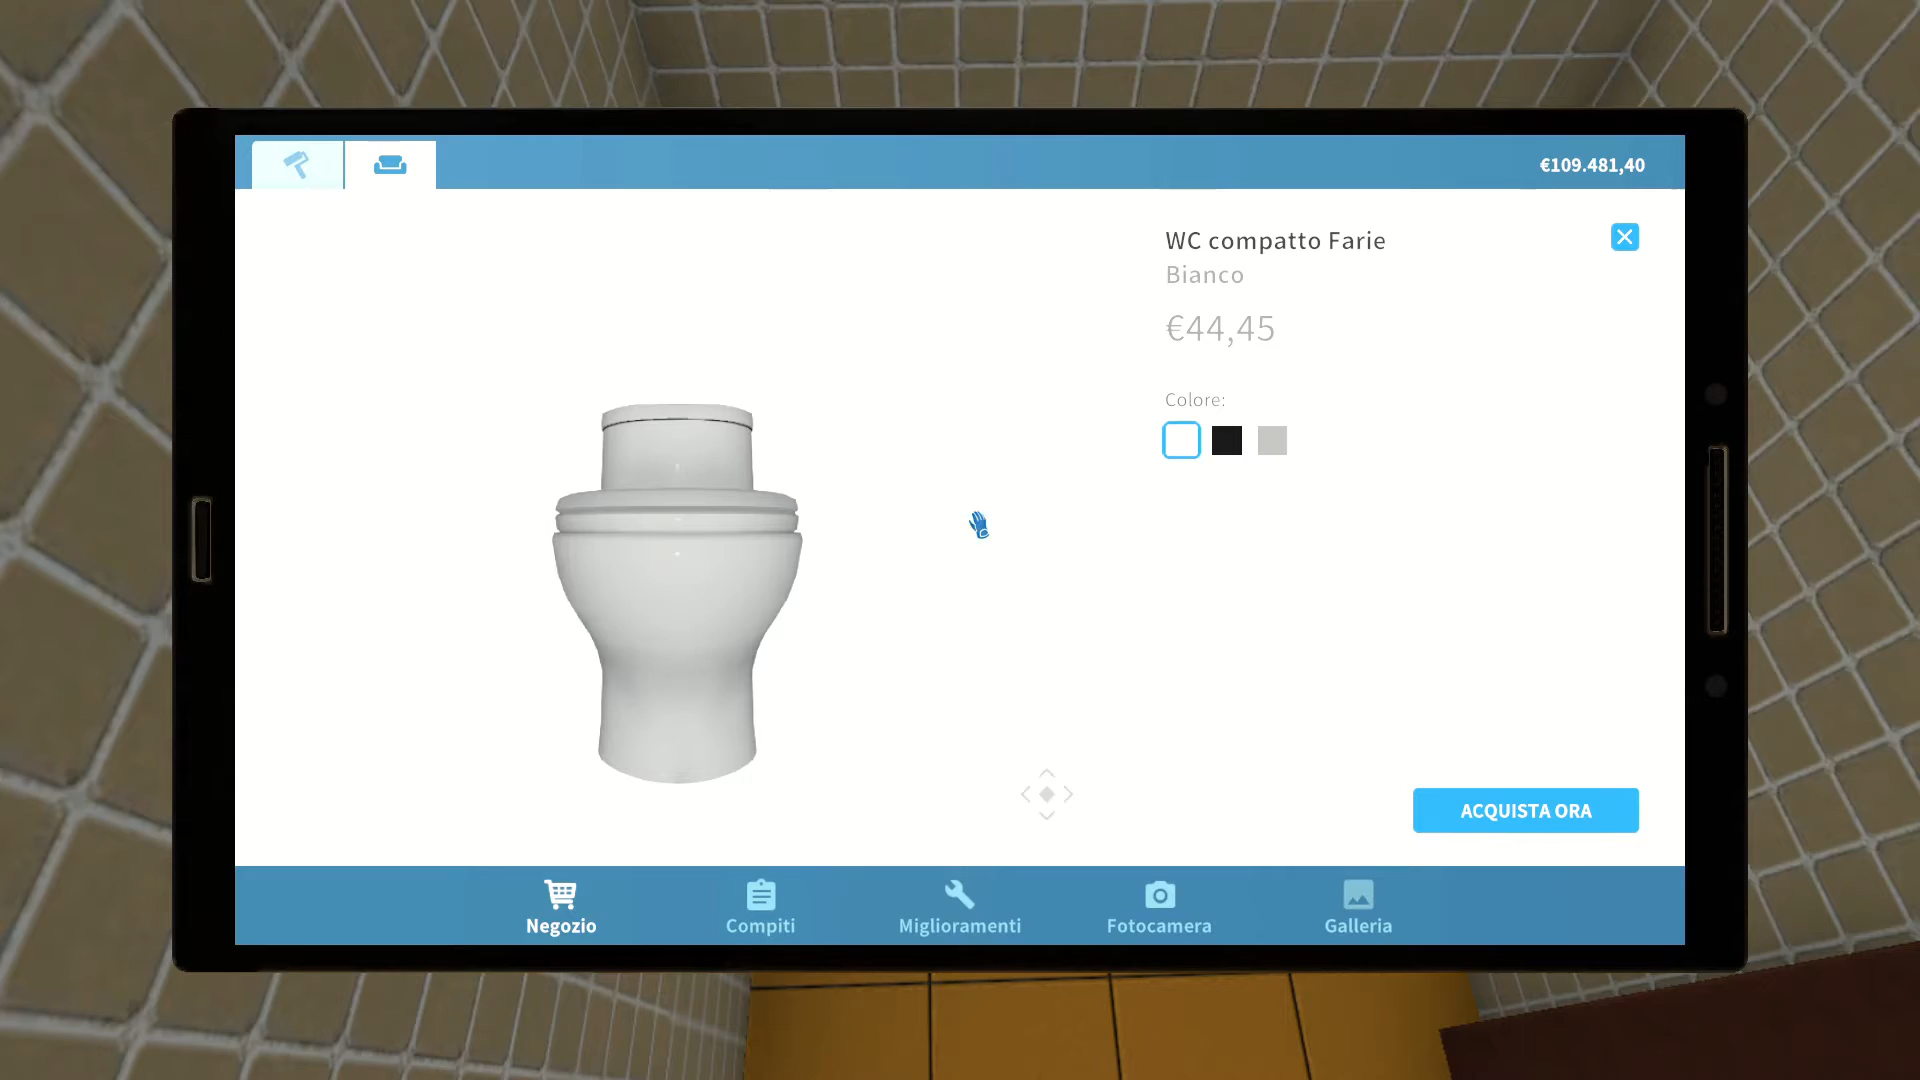 €109.481,40
WC compatto Farie
Bianco
€44,45
Colore:
ACQUISTA ORA
Negozio
Compiti
Miglioramenti
Fotocamera
Galleria